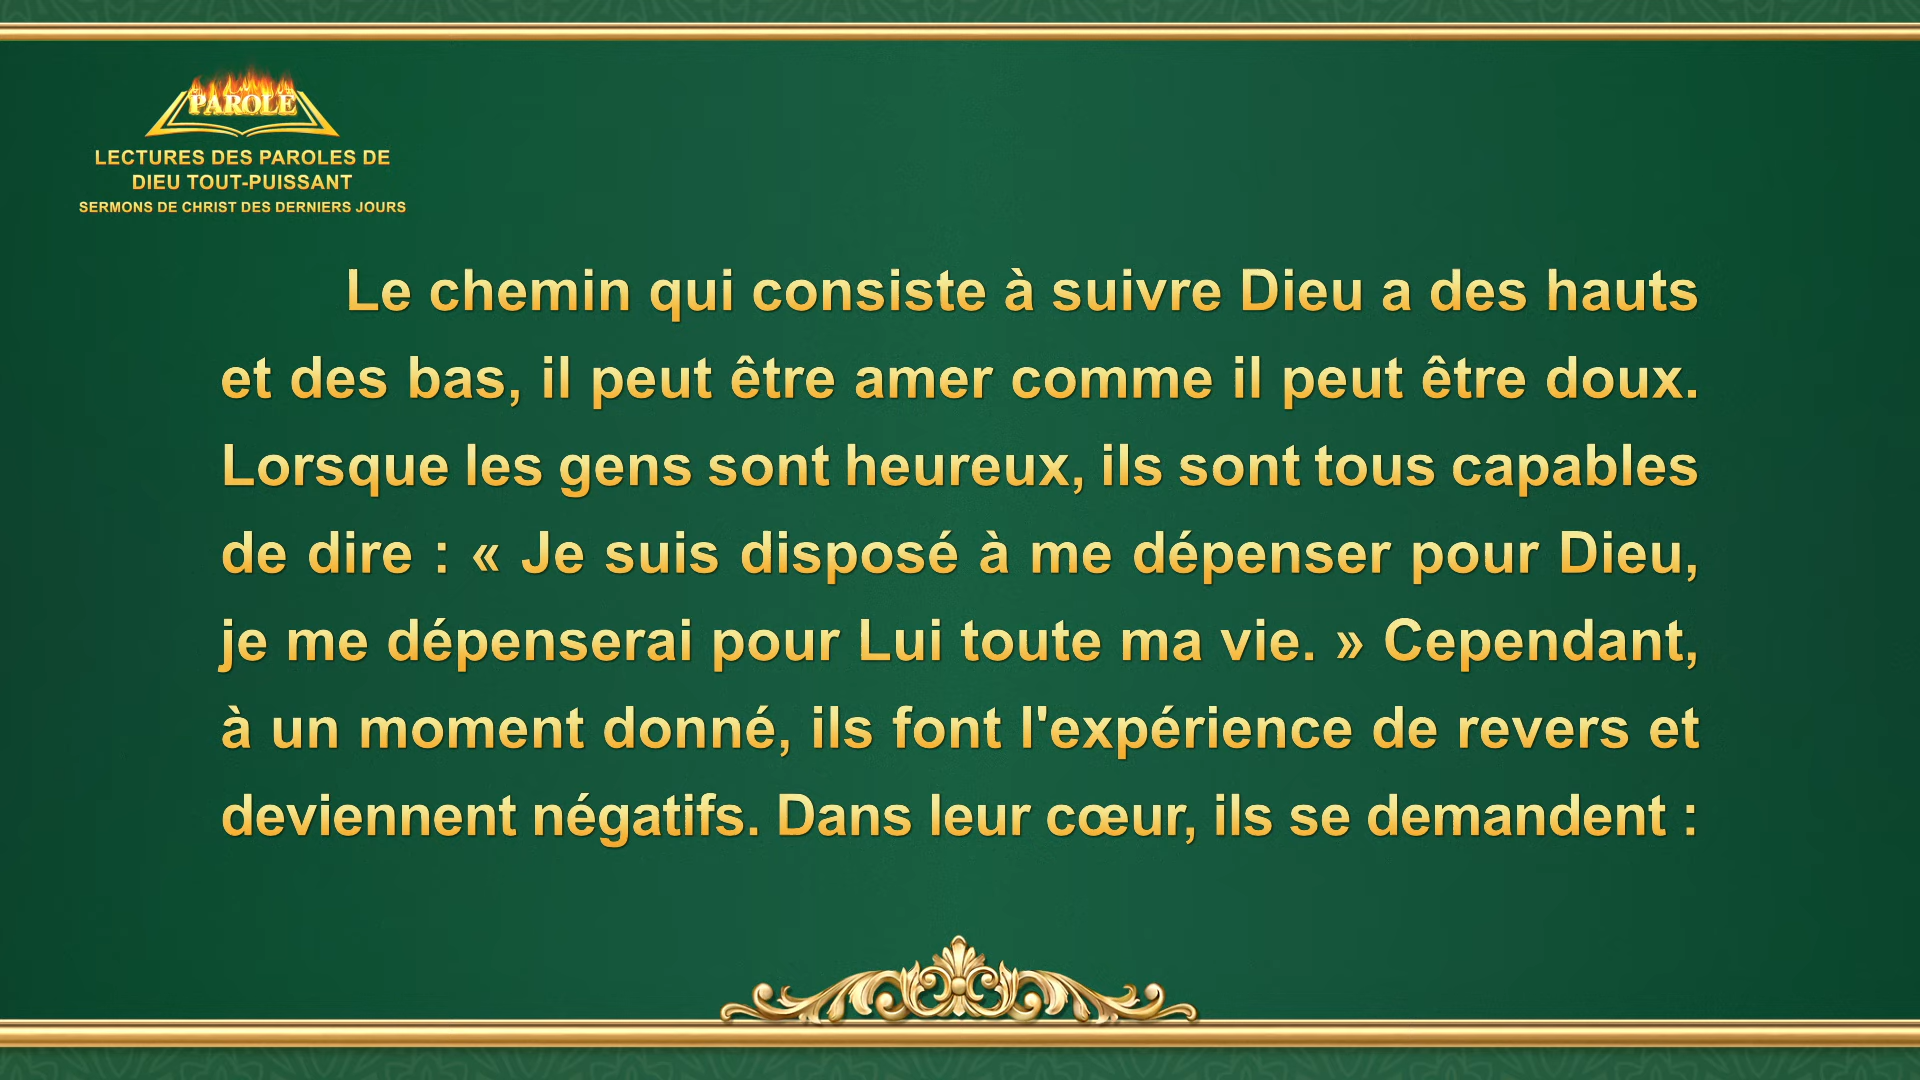 PAROLE
LECTURES DES PAROLES DE
DIEU TOUT-PUISSANT
SERMONS DE CHRIST DES DERNIERS JOURS
Le chemin qui consiste à suivre Dieu a des hauts
et des bas, il peut être amer comme il peut être doux.
Lorsque les gens sont heureux, ils sont tous capables
de dire : « Je suis disposé à me dépenser pour Dieu,
je me dépenserai pour Lui toute ma vie. » Cependant,
à un moment donné, ils font l'expérience de revers et
deviennent négatifs. Dans leur cœur, ils se demandent :